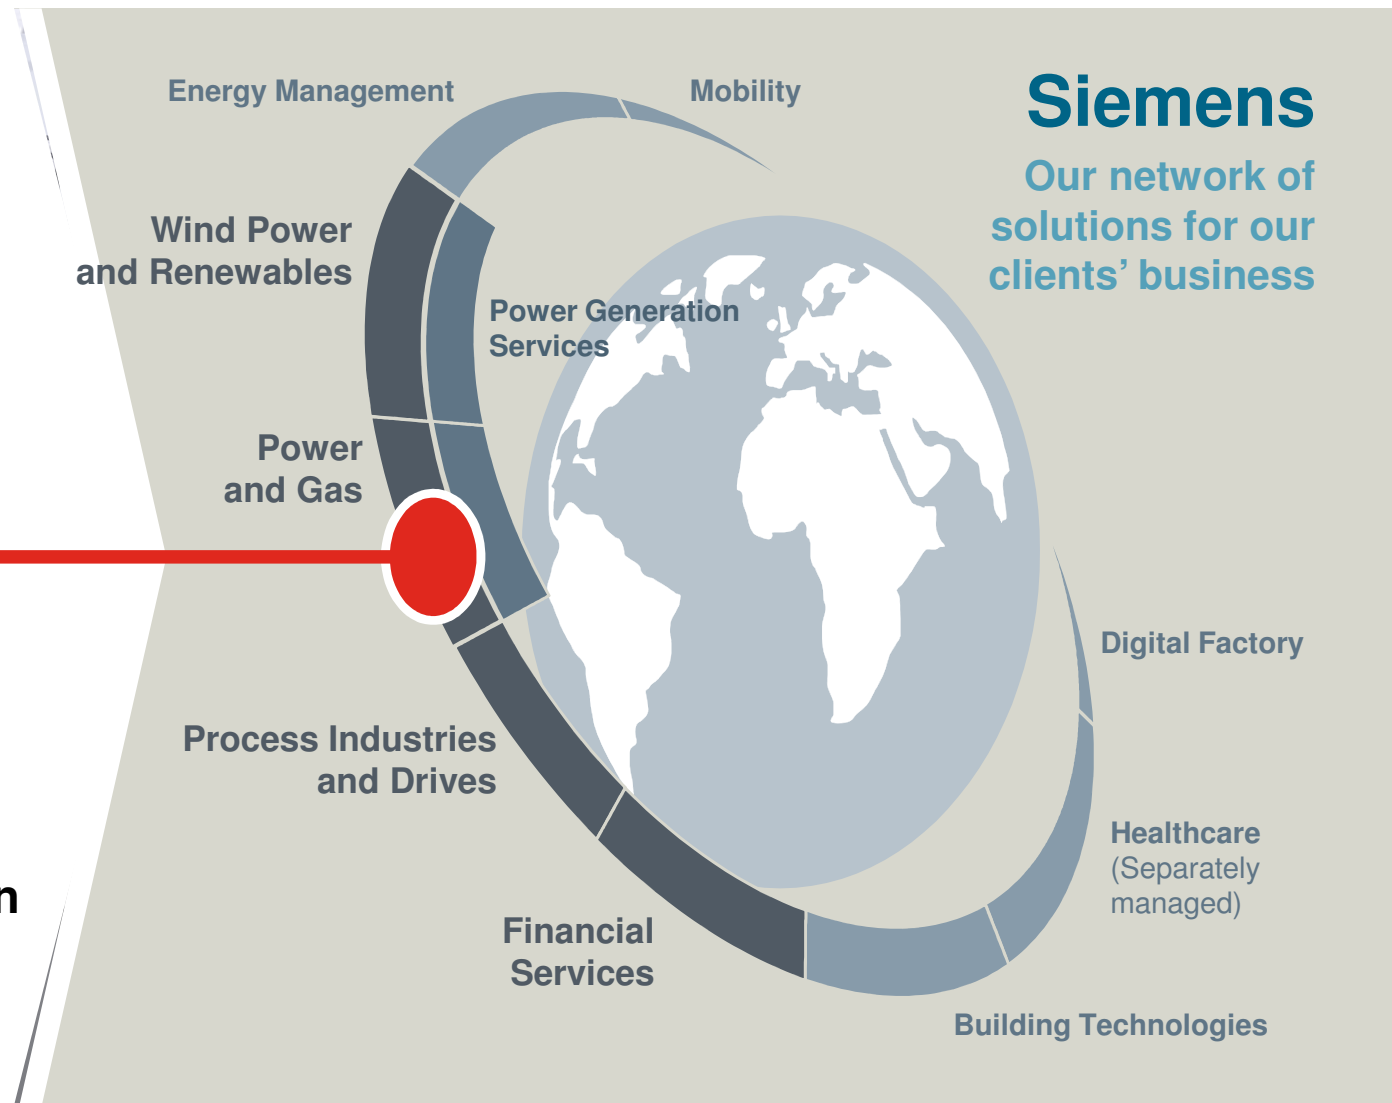 Siemens
Our network of
solutions for our
clients’ business
Energy Management
Mobility
Wind Power
and Renewables
Power Generation
Services
Power
and Gas
Digital Factory
Process Industries
and Drives
Healthcare
(Separately
managed)
n
Financial
Services
Building Technologies